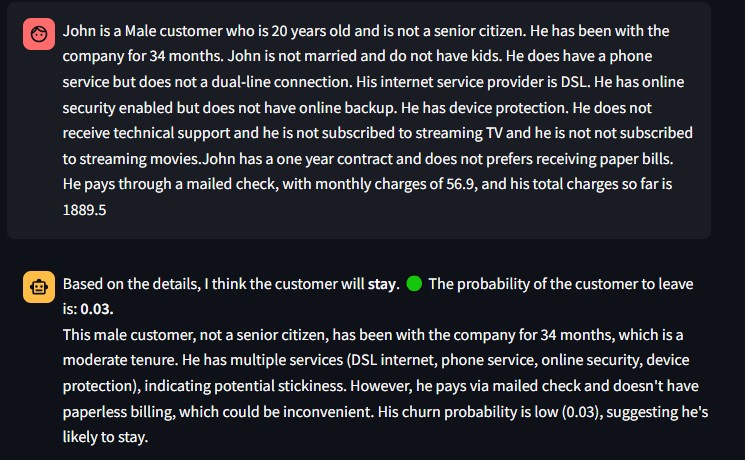 John is a Male customer who is 20 years old and is not a senior citizen. He has been with the
company for 34 months. John is not married and do not have kids. He does have a phone
service but does not a dual-line connection. His internet service provider is DSL. He has online
security enabled but does not have online backup. He has device protection. He does not
receive technical support and he is not subscribed to streaming TV and he is not not subscribed
to streaming movies.John has a one year contract and does not prefers receiving paper bills.
He pays through a mailed check, with monthly charges of 56.9, and his total charges so far is
1889.5
Based on the details, I think the customer will stay. The probability of the customer to leave
is: 0.03.
This male customer, not a senior citizen, has been with the company for 34 months, which is a
moderate tenure. He has multiple services (DSL internet, phone service, online security, device
protection), indicating potential stickiness. However, he pays via mailed check and doesn't have
paperless billing, which could be inconvenient. His churn probability is low (0.03), suggesting he's
likely to stay.